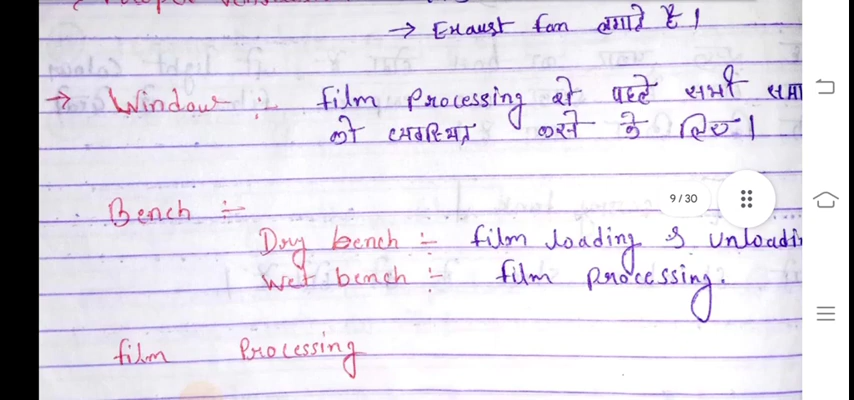 → Exaust fan लगाते है।
→ Window :- film Processing से पहले सभी समा
को व्यवस्थित करने के लिए।
Bench :-
9/30
Dry bench :- film loading & unloadi
Wet bench :- film processing.
film Processing